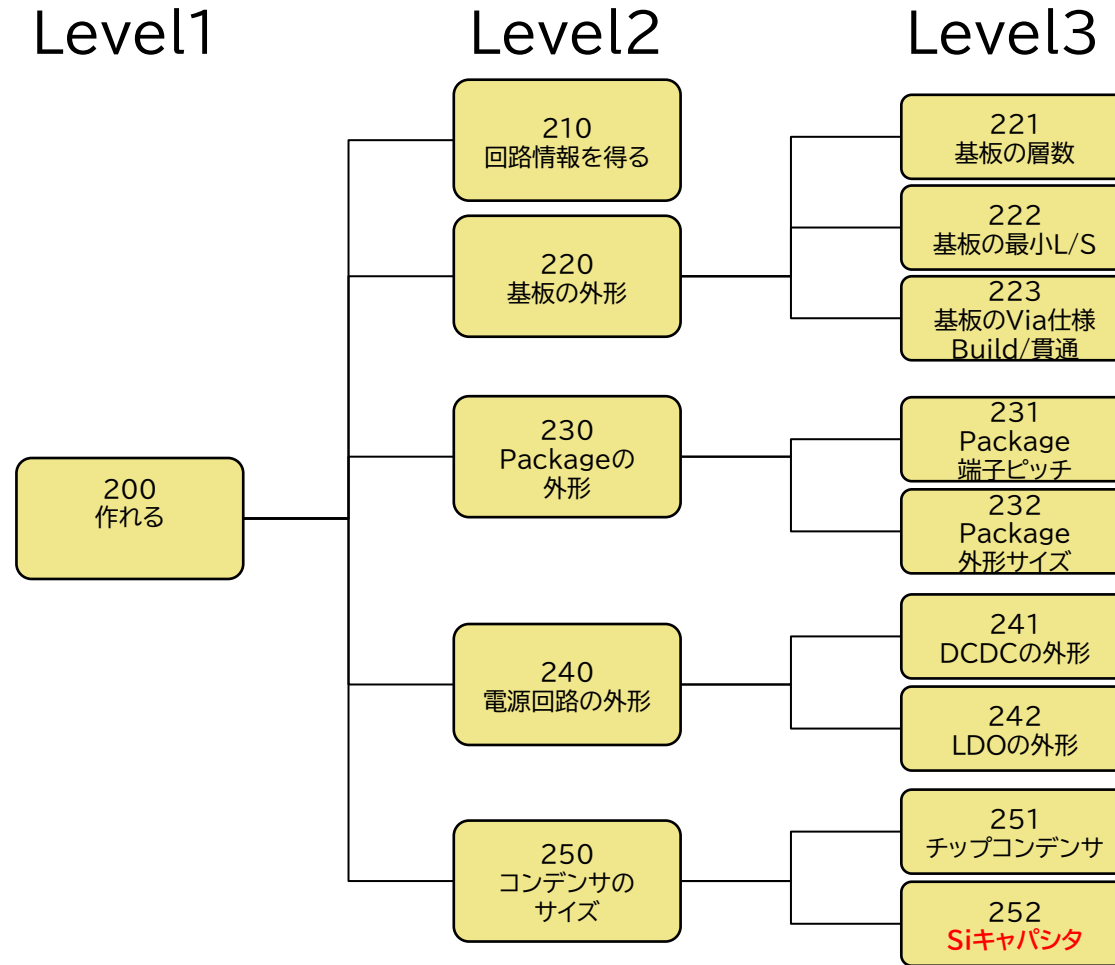 Level1
Level2
Level3
200
作れる
210
回路情報を得る
220
基板の外形
221
基板の層数
222
基板の最小L/S
223
基板のVia仕様
Build/貫通
230
Packageの
外形
231
Package
端子ピッチ
232
Package
外形サイズ
240
電源回路の外形
241
DCDCの外形
242
LDOの外形
250
コンデンサの
サイズ
251
チップコンデンサ
252
Siキャパシタ